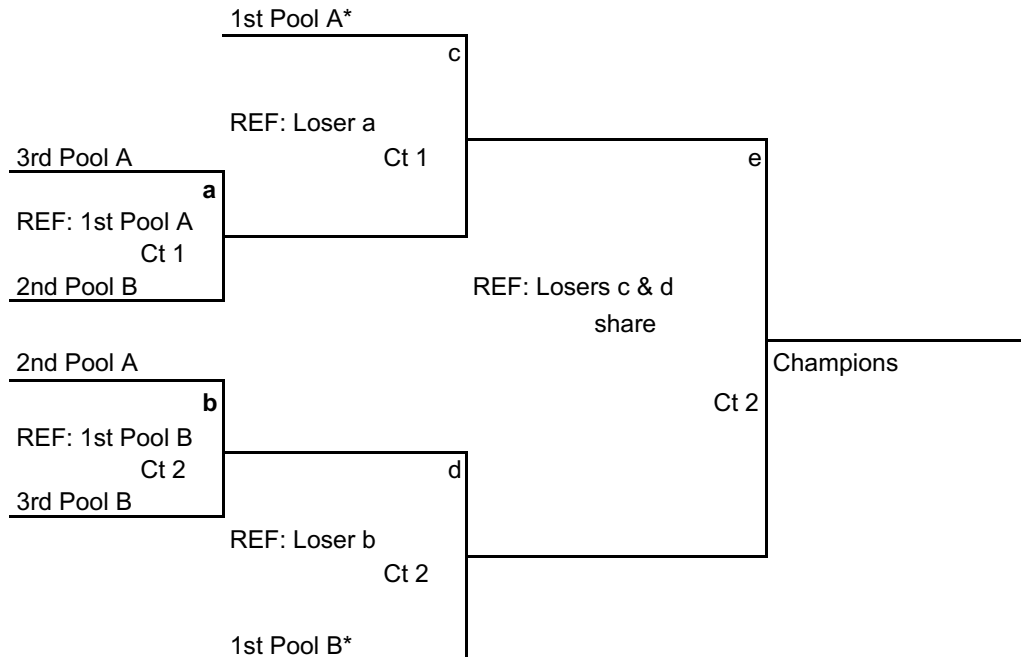 1st Pool A*
c
REF: Loser a
Ct 1
3rd Pool A
a
REF: 1st Pool A
Ct 1
2nd Pool B
e
REF: Losers c & d
share
Ct 2
Champions
2nd Pool A
b
REF: 1st Pool B
Ct 2
3rd Pool B
d
REF: Loser b
Ct 2
1st Pool B*